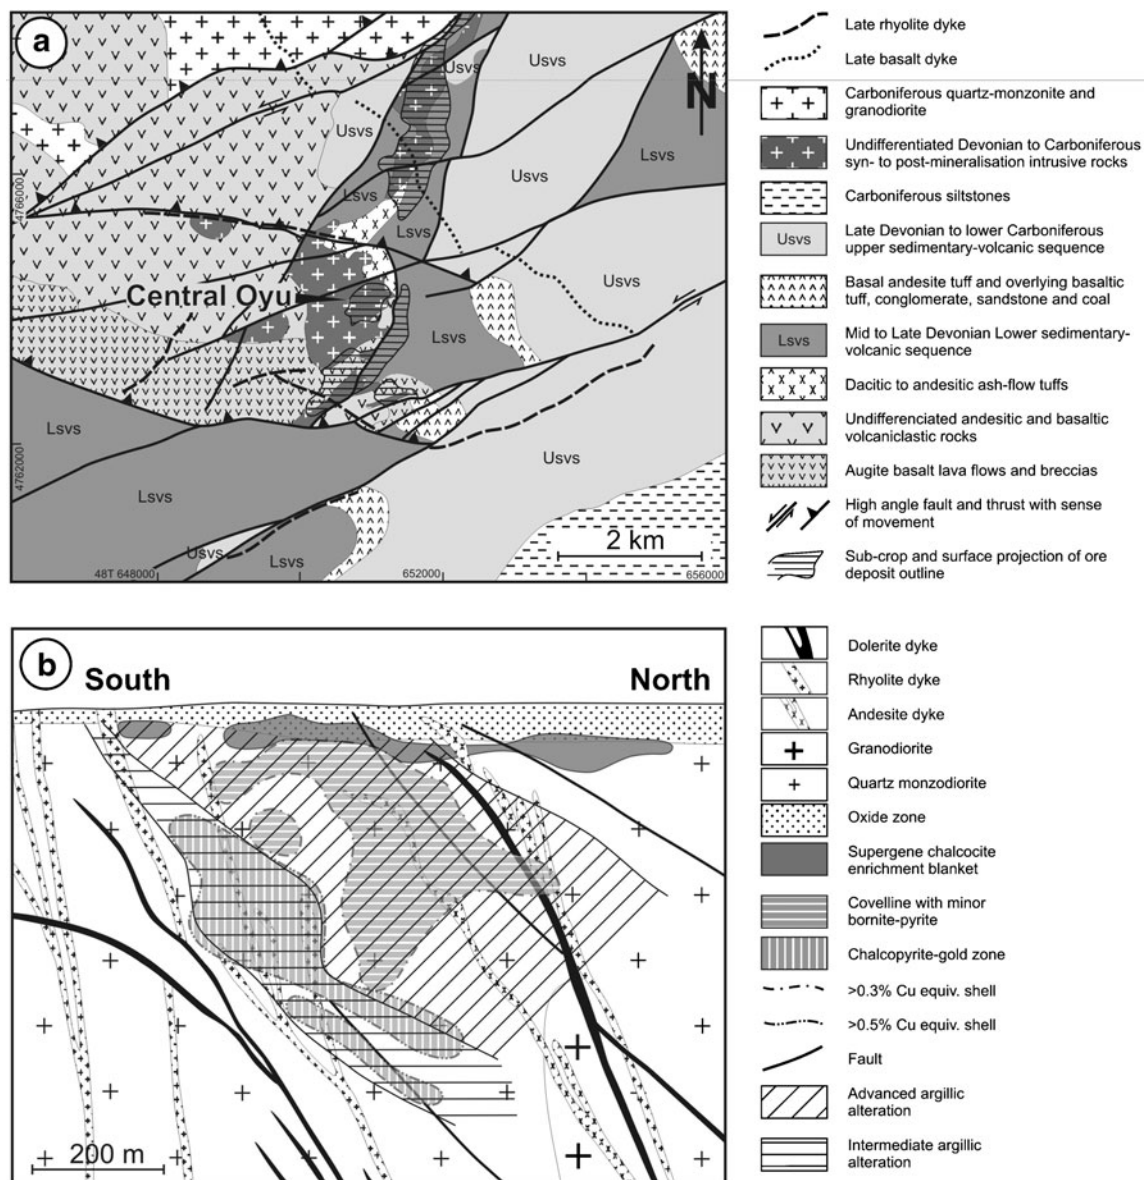 a
N
Usvs
Usvs
Usvs
Lsvs
Usvs
Lsvs
Lsvs
Usvs
4766000
Central Oyu
Lsvs
Lsvs
Usvs
4762000
Lsvs
Usvs
Lsvs
2 km
48T 648000
652000
656000
Late rhyolite dyke
Late basalt dyke
Carboniferous quartz-monzonite and
granodiorite
Undifferentiated Devonian to Carboniferous
syn- to post-mineralisation intrusive rocks
Carboniferous siltstones
Usvs
Late Devonian to lower Carboniferous
upper sedimentary-volcanic sequence
Basal andesite tuff and overlying basaltic
tuff, conglomerate, sandstone and coal
Lsvs
Mid to Late Devonian Lower sedimentary-
volcanic sequence
Dacitic to andesitic ash-flow tuffs
Undifferenciated andesitic and basaltic
volcaniclastic rocks
Augite basalt lava flows and breccias
High angle fault and thrust with sense
of movement
Sub-crop and surface projection of ore
deposit outline
b
South
North
200 m
Dolerite dyke
Rhyolite dyke
Andesite dyke
Granodiorite
Quartz monzodiorite
Oxide zone
Supergene chalcocite
enrichment blanket
Covelline with minor
bornite-pyrite
Chalcopyrite-gold zone
>0.3% Cu equiv. shell
>0.5% Cu equiv. shell
Fault
Advanced argillic
alteration
Intermediate argillic
alteration